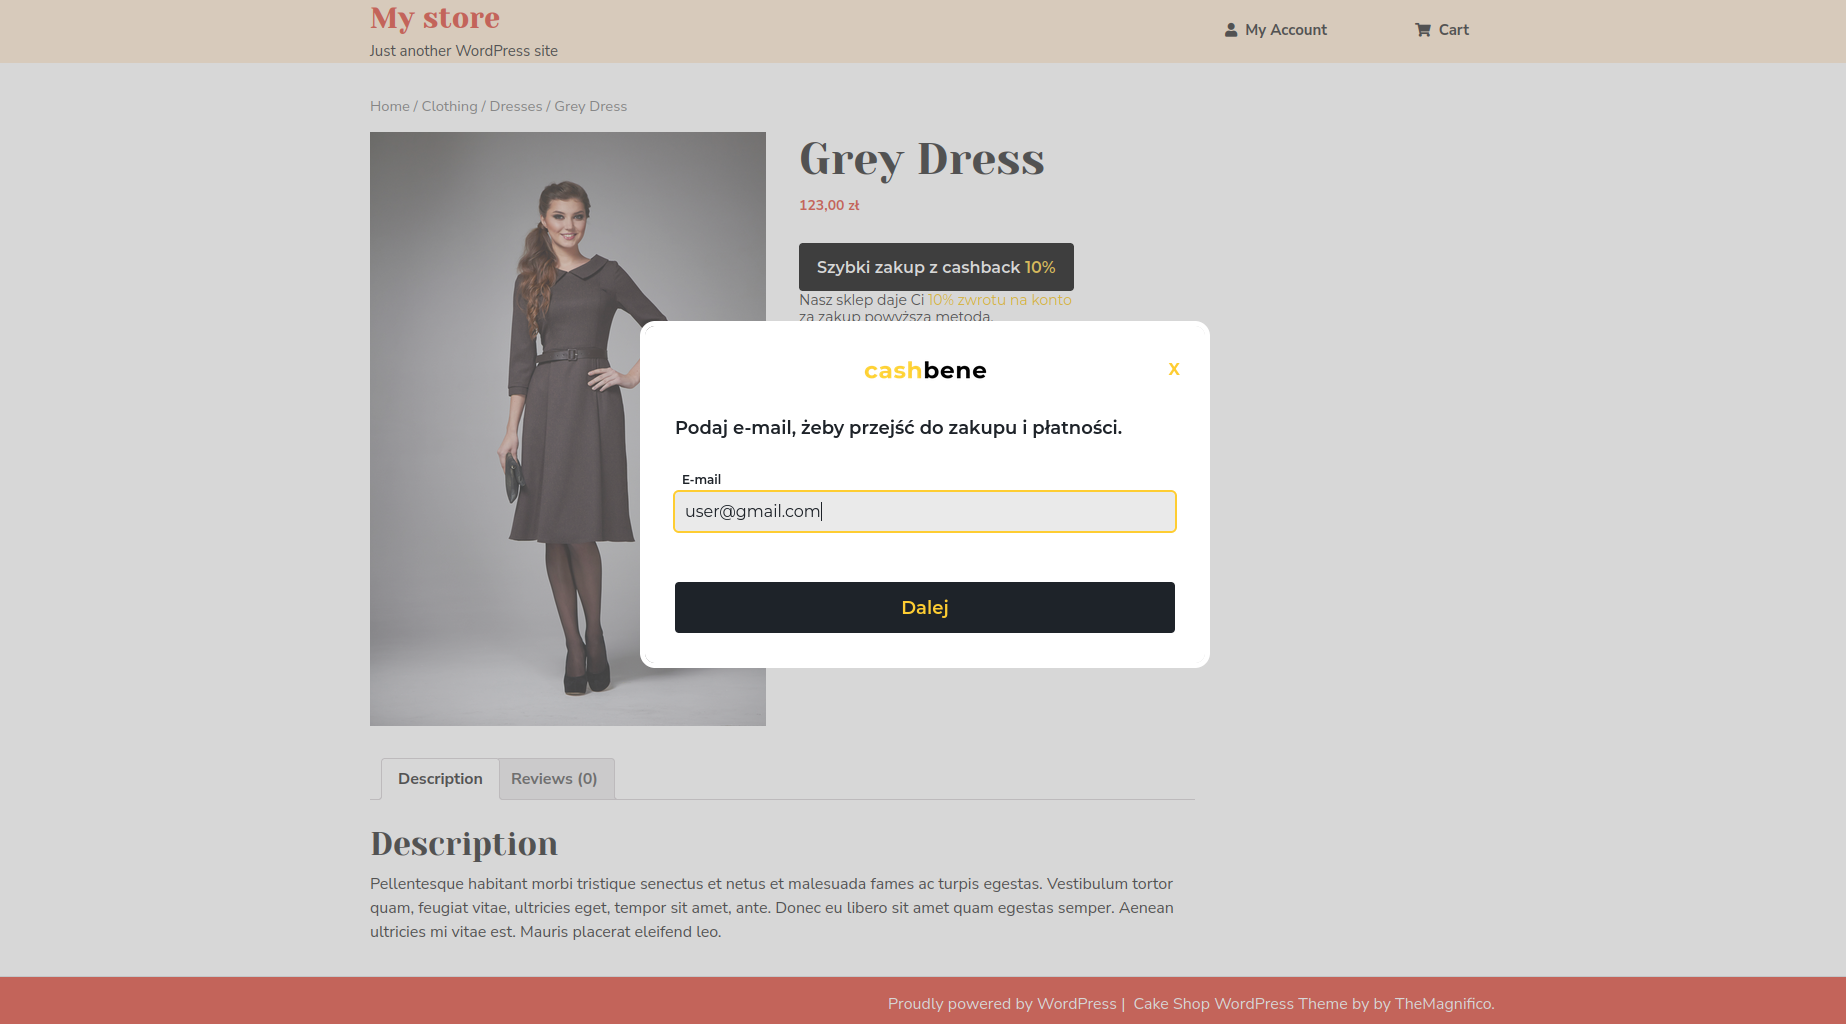 My store
Just another WordPress site
My Account
Cart
Home / Clothing / Dresses / Grey Dress
Grey Dress
123,00 zł
Szybki zakup z cashback 10%
Nasz sklep daje Ci 10% zwrotu na konto
za zakup powyższą metodą.
cashbene
X
Podaj e-mail, żeby przejść do zakupu i płatności.
E-mail
user@gmail.com
Dalej
Description
Reviews (0)
Description
Pellentesque habitant morbi tristique senectus et netus et malesuada fames ac turpis egestas. Vestibulum tortor
quam, feugiat vitae, ultricies eget, tempor sit amet, ante. Donec eu libero sit amet quam egestas semper. Aenean
ultricies mi vitae est. Mauris placerat eleifend leo.
Proudly powered by WordPress | Cake Shop WordPress Theme by by TheMagnifico.